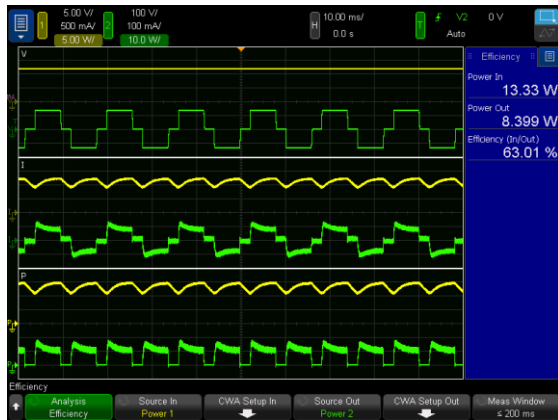 1
5.00 V/
500 mA/
5.00 W/
2
100 V/
100 mA/
10.0 W/
H
10.00 ms/
0.0 s
T
V2
0 V
Auto
V
I
P
Efficiency
Power In
13.33 W
Power Out
8.399 W
Efficiency (In/Out)
63.01 %
Efficiency
Analysis
Efficiency
Source In
Power 1
CWA Setup In
Source Out
Power 2
CWA Setup Out
Meas Window
≤ 200 ms